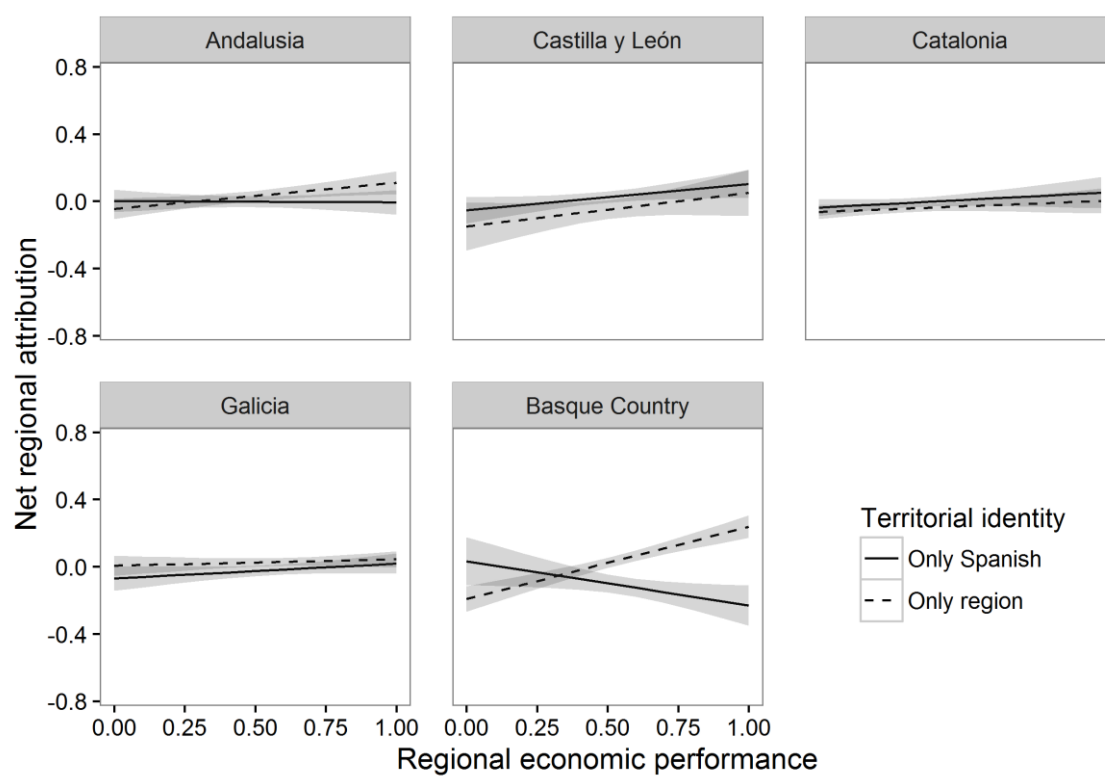 Andalusia
Castilla y León
Catalonia
0.8
0.4
0.0
-0.4
-0.8
Galicia
Basque Country
0.8
0.4
0.0
-0.4
-0.8
0.00 0.25 0.50 0.75 1.00
0.00 0.25 0.50 0.75 1.00
Net regional attribution
Regional economic performance
Territorial identity
Only Spanish
Only region